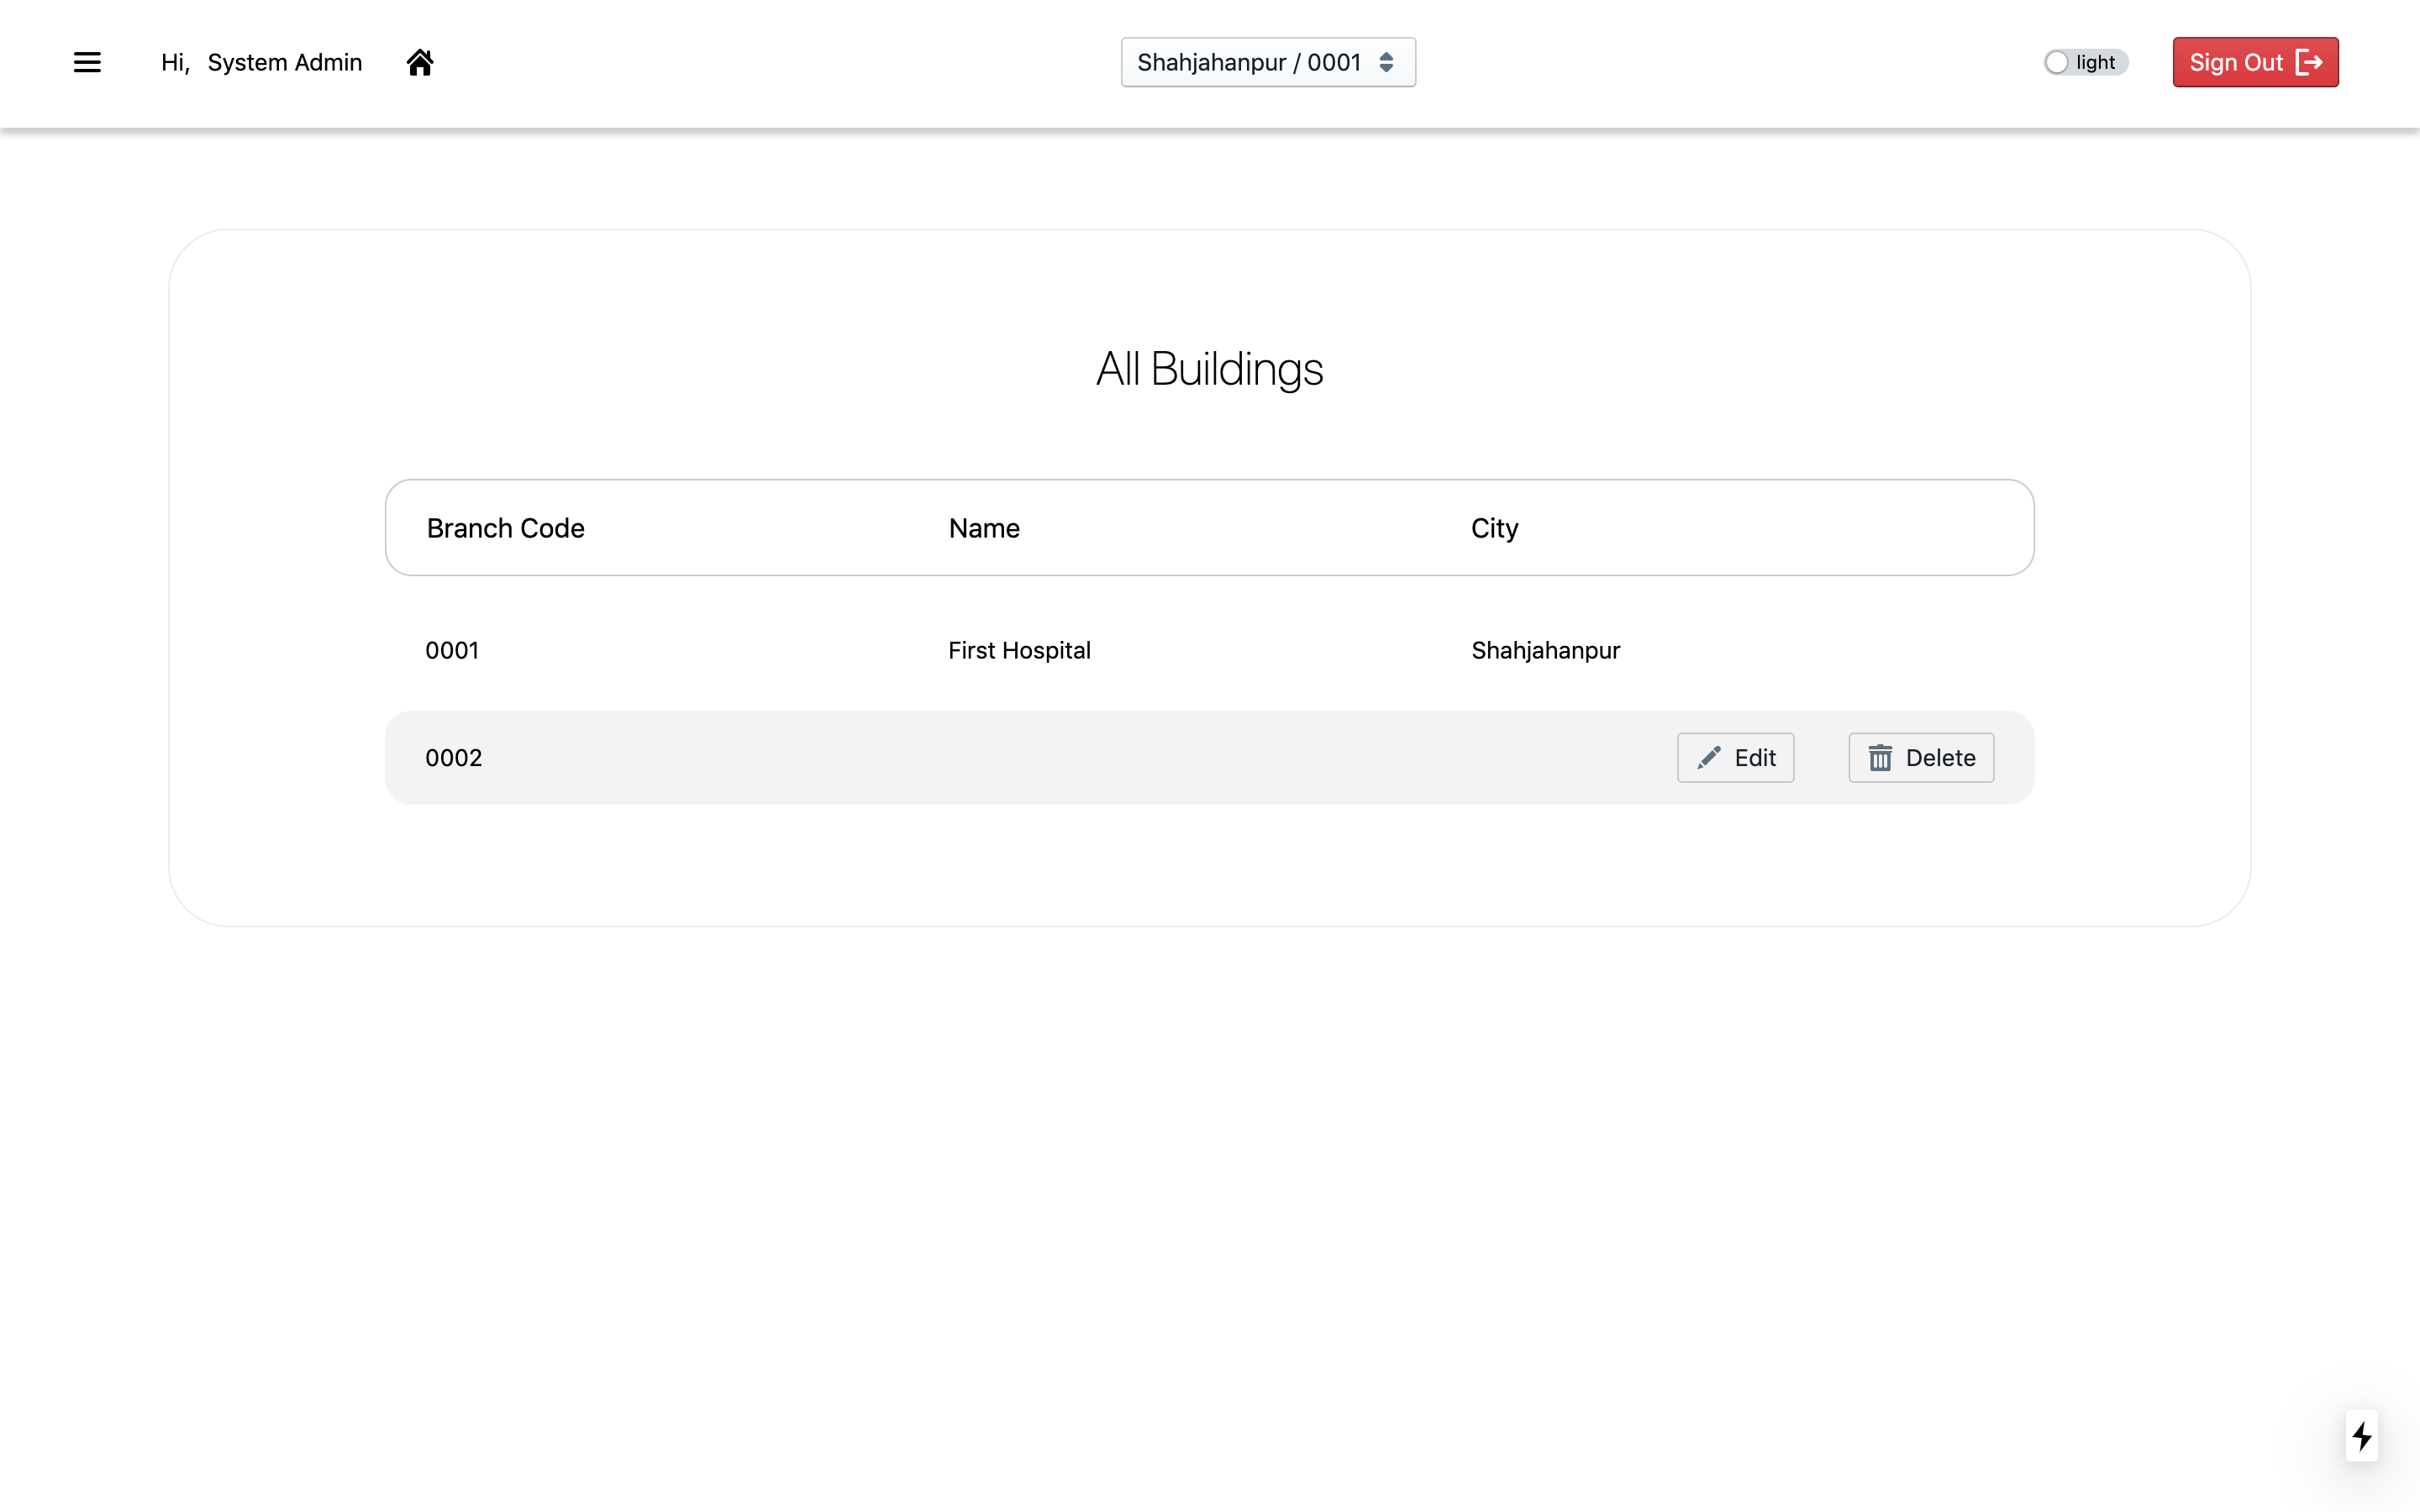 Hi, System Admin
Shahjahanpur / 0001
light
Sign Out
All Buildings
Branch Code Name City
0001 First Hospital Shahjahanpur
0002 Edit Delete